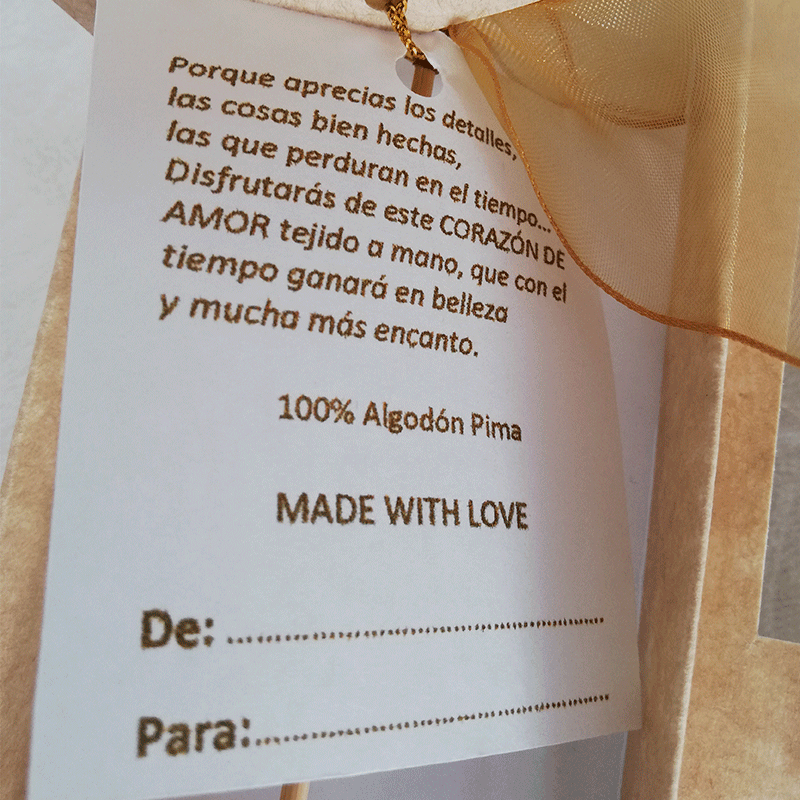 Porque aprecias los detalles,
las cosas bien hechas,
las que perduran en el tiempo...
Disfrutarás de este CORAZÓN DE
AMOR tejido a mano, que con el
tiempo ganará en belleza
y mucha más encanto.
100% Algodón Pima
MADE WITH LOVE
De: ............................................................
Para:............................................................